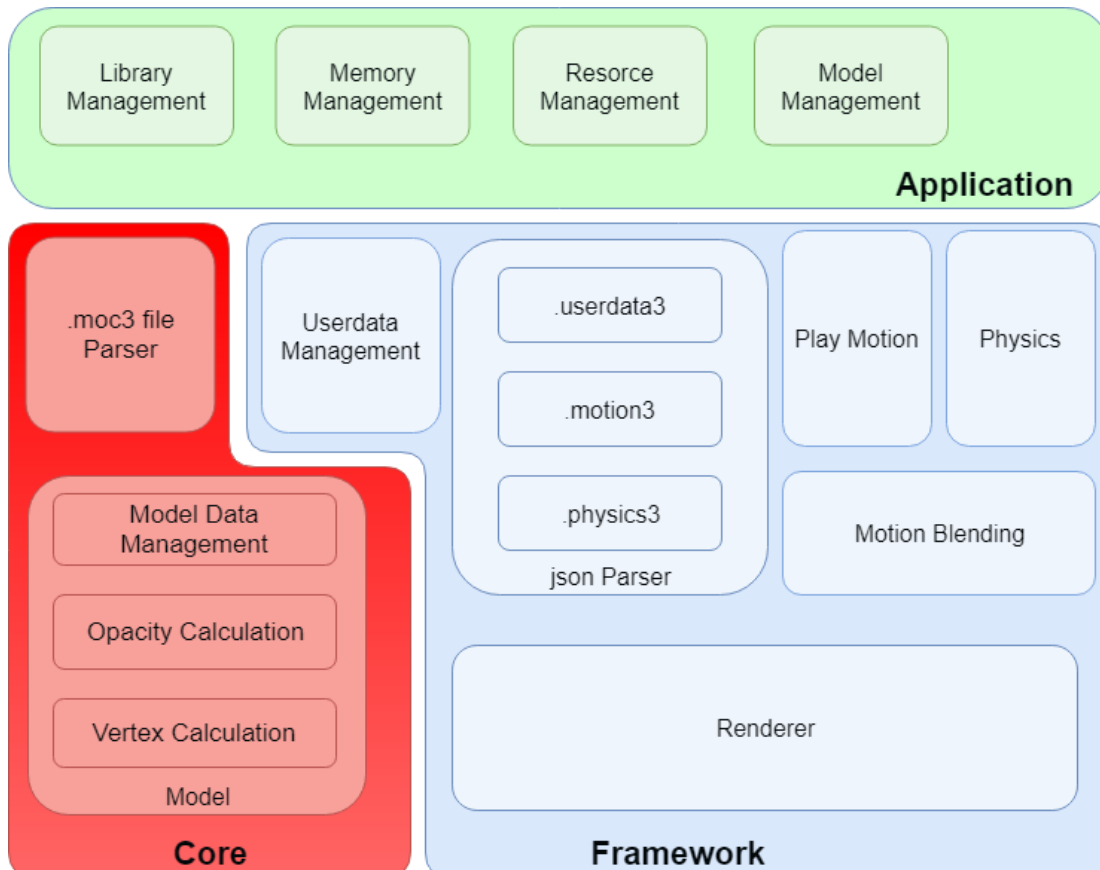 Library
Management
Memory
Management
Resorce
Management
Model
Management
Application
.moc3 file
Parser
Model Data
Management
Opacity Calculation
Vertex Calculation
Model
Core
Userdata
Management
.userdata3
.motion3
.physics3
json Parser
Play Motion
Physics
Motion Blending
Renderer
Framework